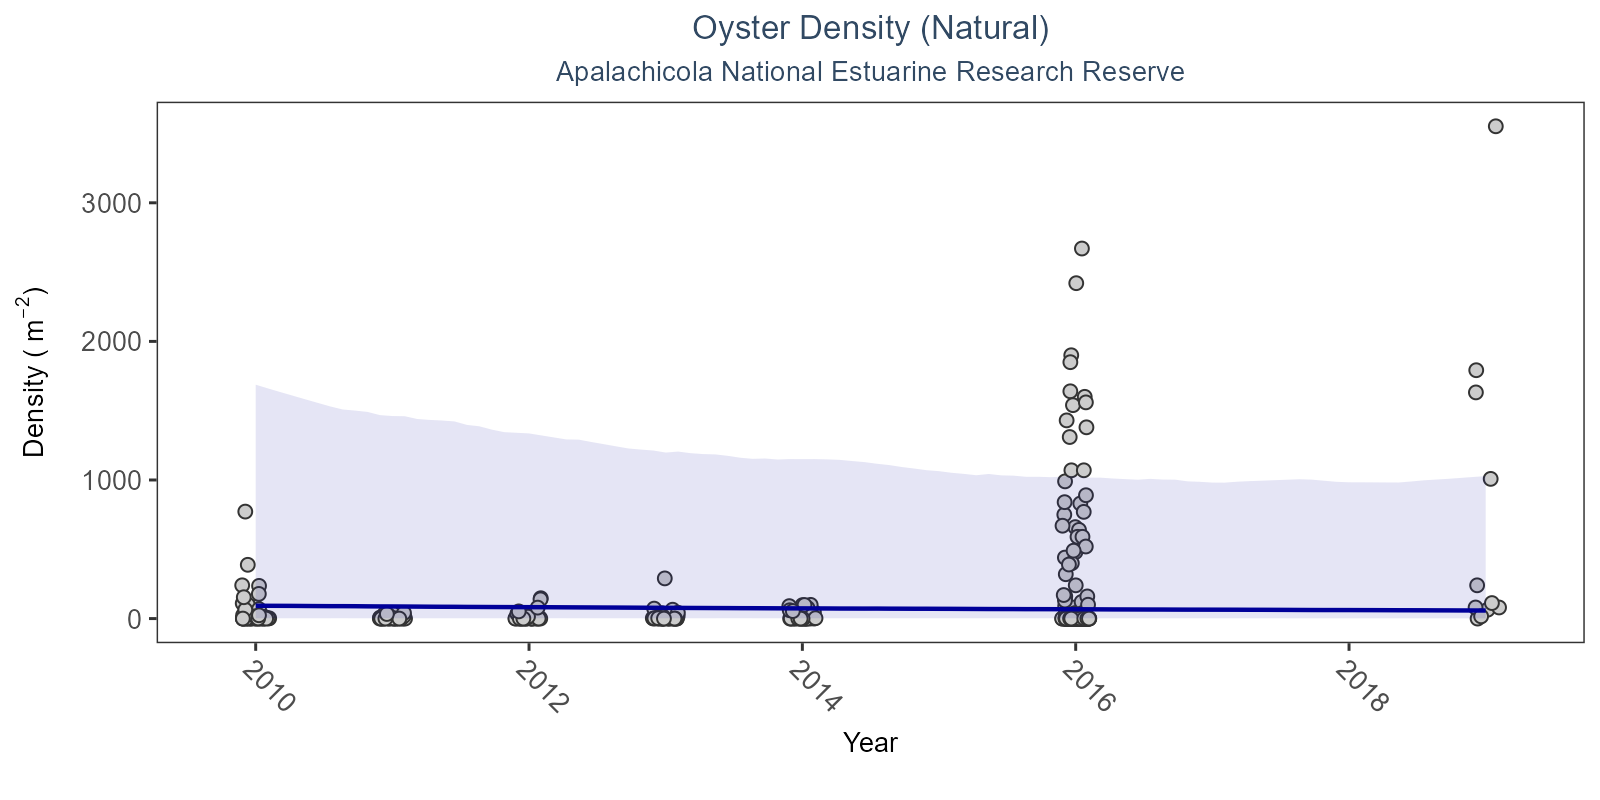 Oyster Density (Natural)
Apalachicola National Estuarine Research Reserve
Density ( m⁻²)
3000
2000
1000
0
2010
2012
2014
2016
2018
Year